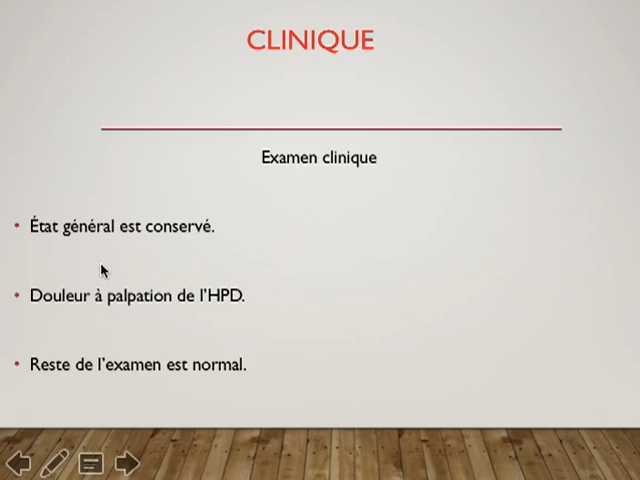 CLINIQUE
Examen clinique
• État général est conservé.
• Douleur à palpation de l'HPD.
• Reste de l'examen est normal.